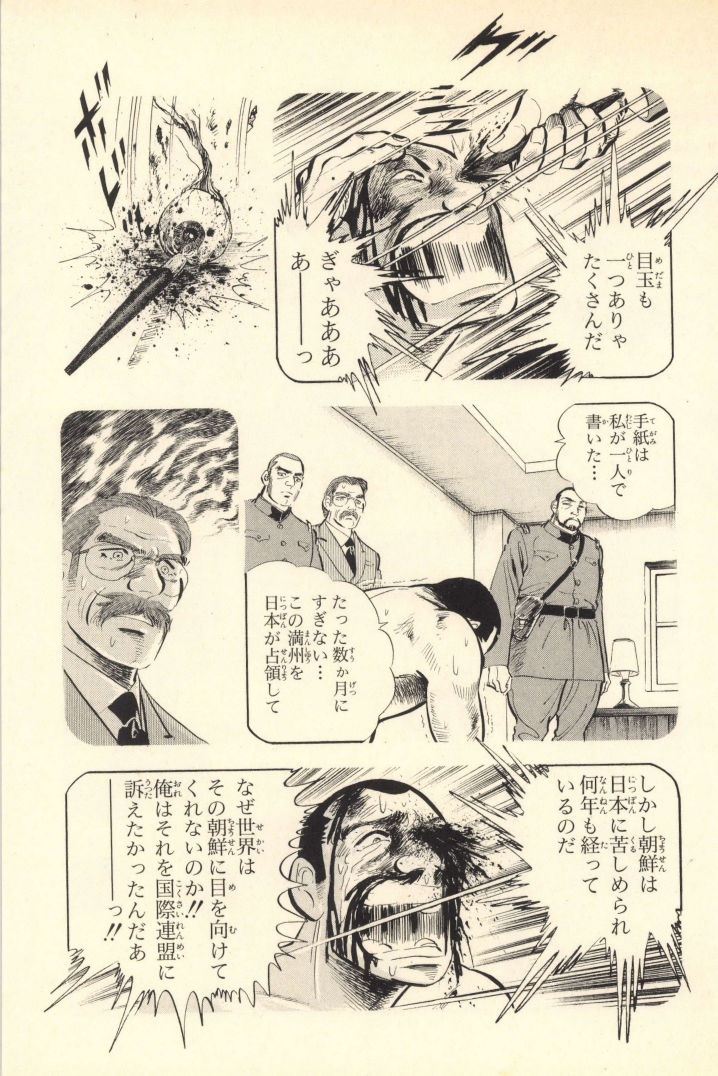 グッ
目玉も
一つありゃ
たくさんだ
ぎゃあああ
あ――――っ
手紙は
私が一人で
書いた…
たった数か月に
すぎない…
この満州を
日本が占領して
しかし朝鮮は
日本に苦しめられ
何年も経って
いるのだ
なぜ世界は
その朝鮮に目を向けて
くれないのか!!
俺はそれを国際連盟に
訴えたかったんだあ
――――っ!!